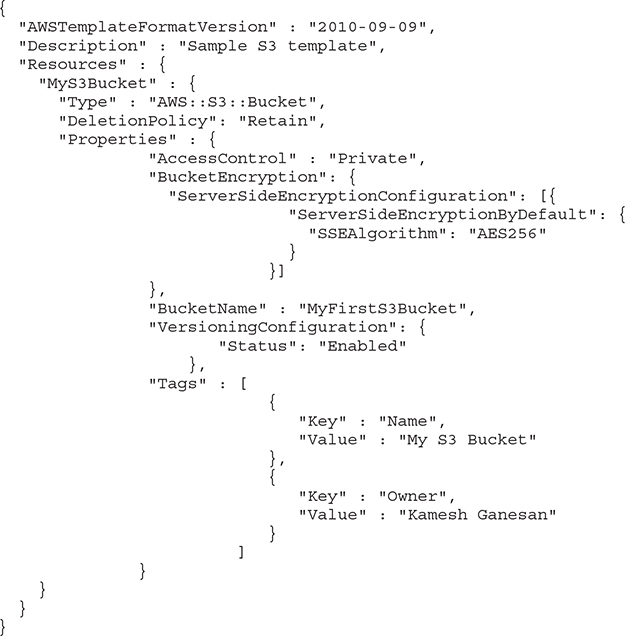 {
"AWSTemplateFormatVersion" : "2010-09-09",
"Description" : "Sample S3 template",
"Resources" : {
"MyS3Bucket" : {
"Type" : "AWS::S3::Bucket",
"DeletionPolicy": "Retain",
"Properties" : {
"AccessControl" : "Private",
"BucketEncryption": {
"ServerSideEncryptionConfiguration": [{
"ServerSideEncryptionByDefault": {
"SSEAlgorithm": "AES256"
}
}]
},
"BucketName" : "MyFirstS3Bucket",
"VersioningConfiguration": {
"Status": "Enabled"
},
"Tags" : [
{
"Key" : "Name",
"Value" : "My S3 Bucket"
},
{
"Key" : "Owner",
"Value" : "Kamesh Ganesan"
}
]
}
}
}
}